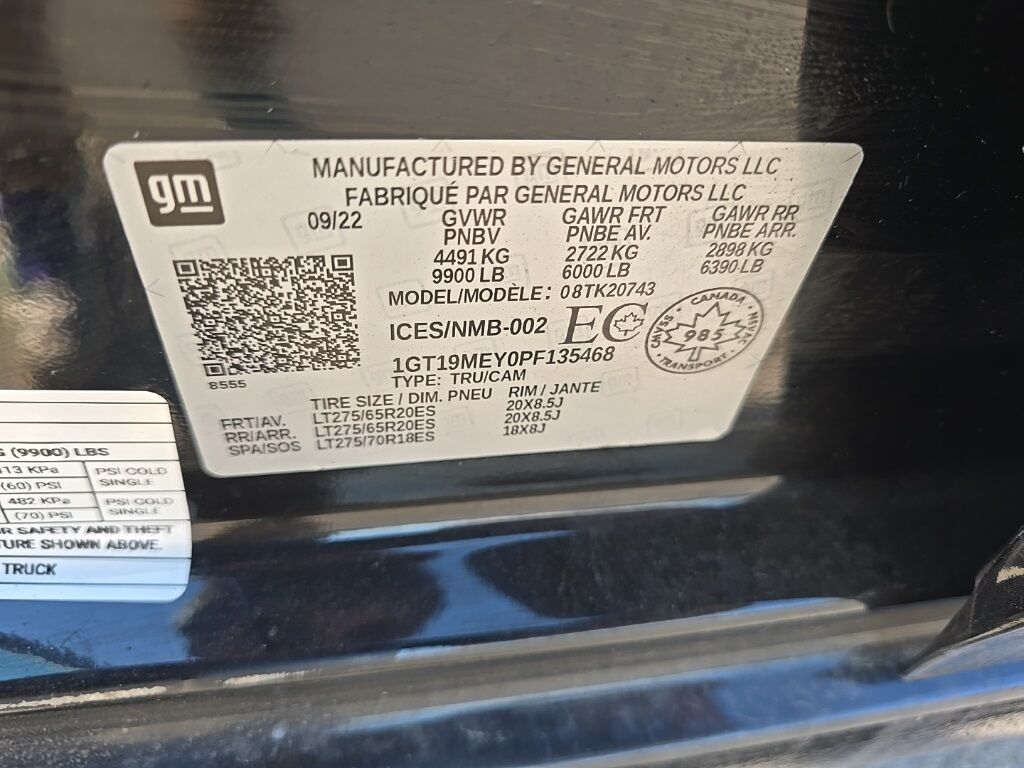 gm
MANUFACTURED BY GENERAL MOTORS LLC
FABRIQUÉ PAR GENERAL MOTORS LLC
09/22 GVWR GAWR FRT GAWR RR
PNBV PNBE AV. PNBE ARR.
4491 KG 2722 KG 2898 KG
9900 LB 6000 LB 6390 LB
MODEL/MODÈLE: 08TK20743
ICES/NMB-002 EC
CANADA
985
TRANSPORT
1GT19MEY0PF135468
8555
TYPE: TRU/CAM
TIRE SIZE / DIM. PNEU RIM / JANTE
FRT/AV. LT275/65R20ES 20X8.5J
RR/ARR. LT275/65R20ES 20X8.5J
SPA/SOS LT275/70R18ES 18X8J
(9900) LBS
413 KPa PSI COLD
(60) PSI SINGLE
482 KPa PSI COLD
(70) PSI SINGLE
SAFETY AND THEFT
SHOWN ABOVE.
TRUCK